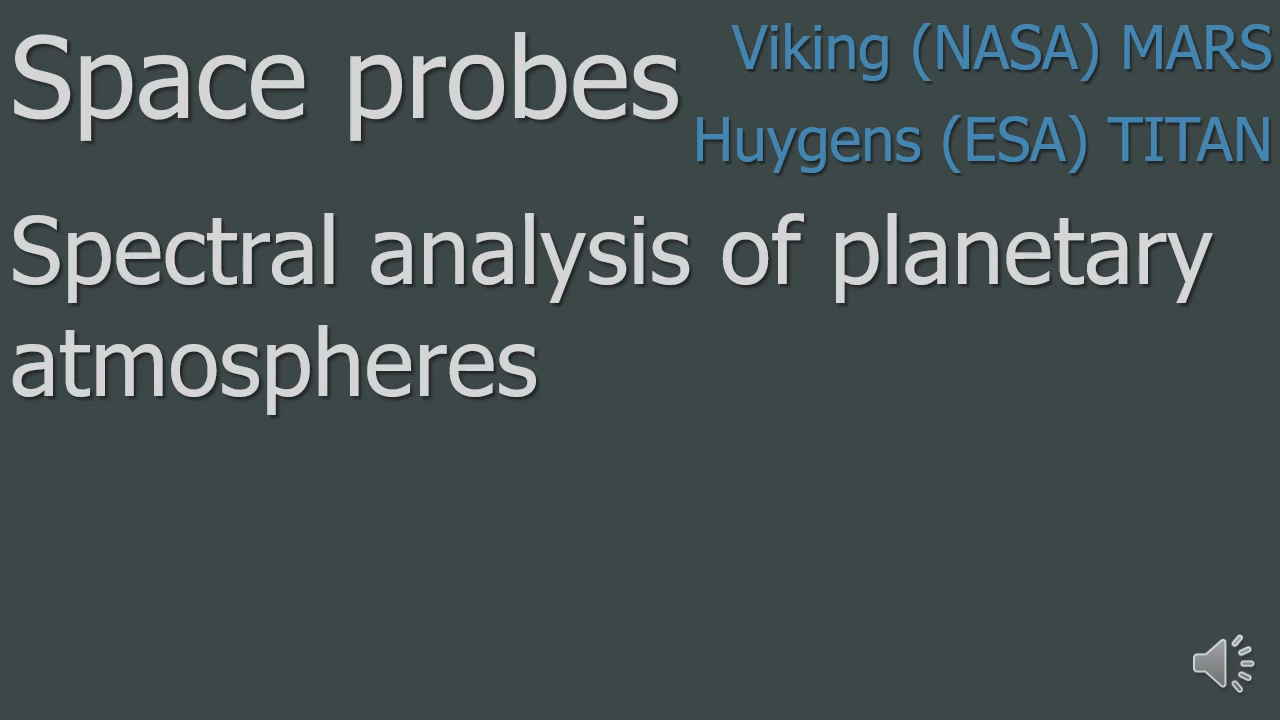 Space probes
Viking (NASA) MARS
Huygens (ESA) TITAN
Spectral analysis of planetary
atmospheres